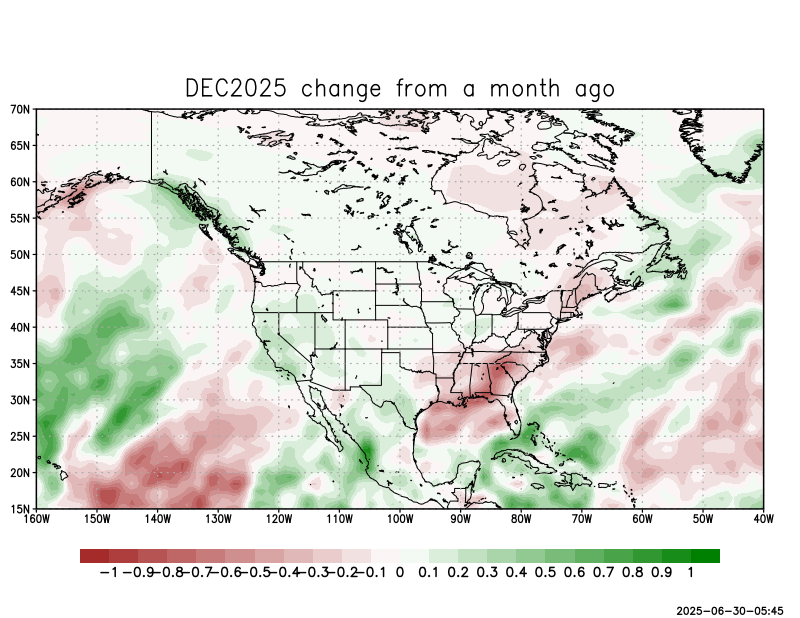 DEC2025 change from a month ago
70N
65N
60N
55N
50N
45N
40N
35N
30N
25N
20N
15N
160W 150W 140W 130W 120W 110W 100W 90W 80W 70W 60W 50W 40W
−1 −0.9 −0.8 −0.7 −0.6 −0.5 −0.4 −0.3 −0.2 −0.1 0 0.1 0.2 0.3 0.4 0.5 0.6 0.7 0.8 0.9 1
2025−06−30−05:45